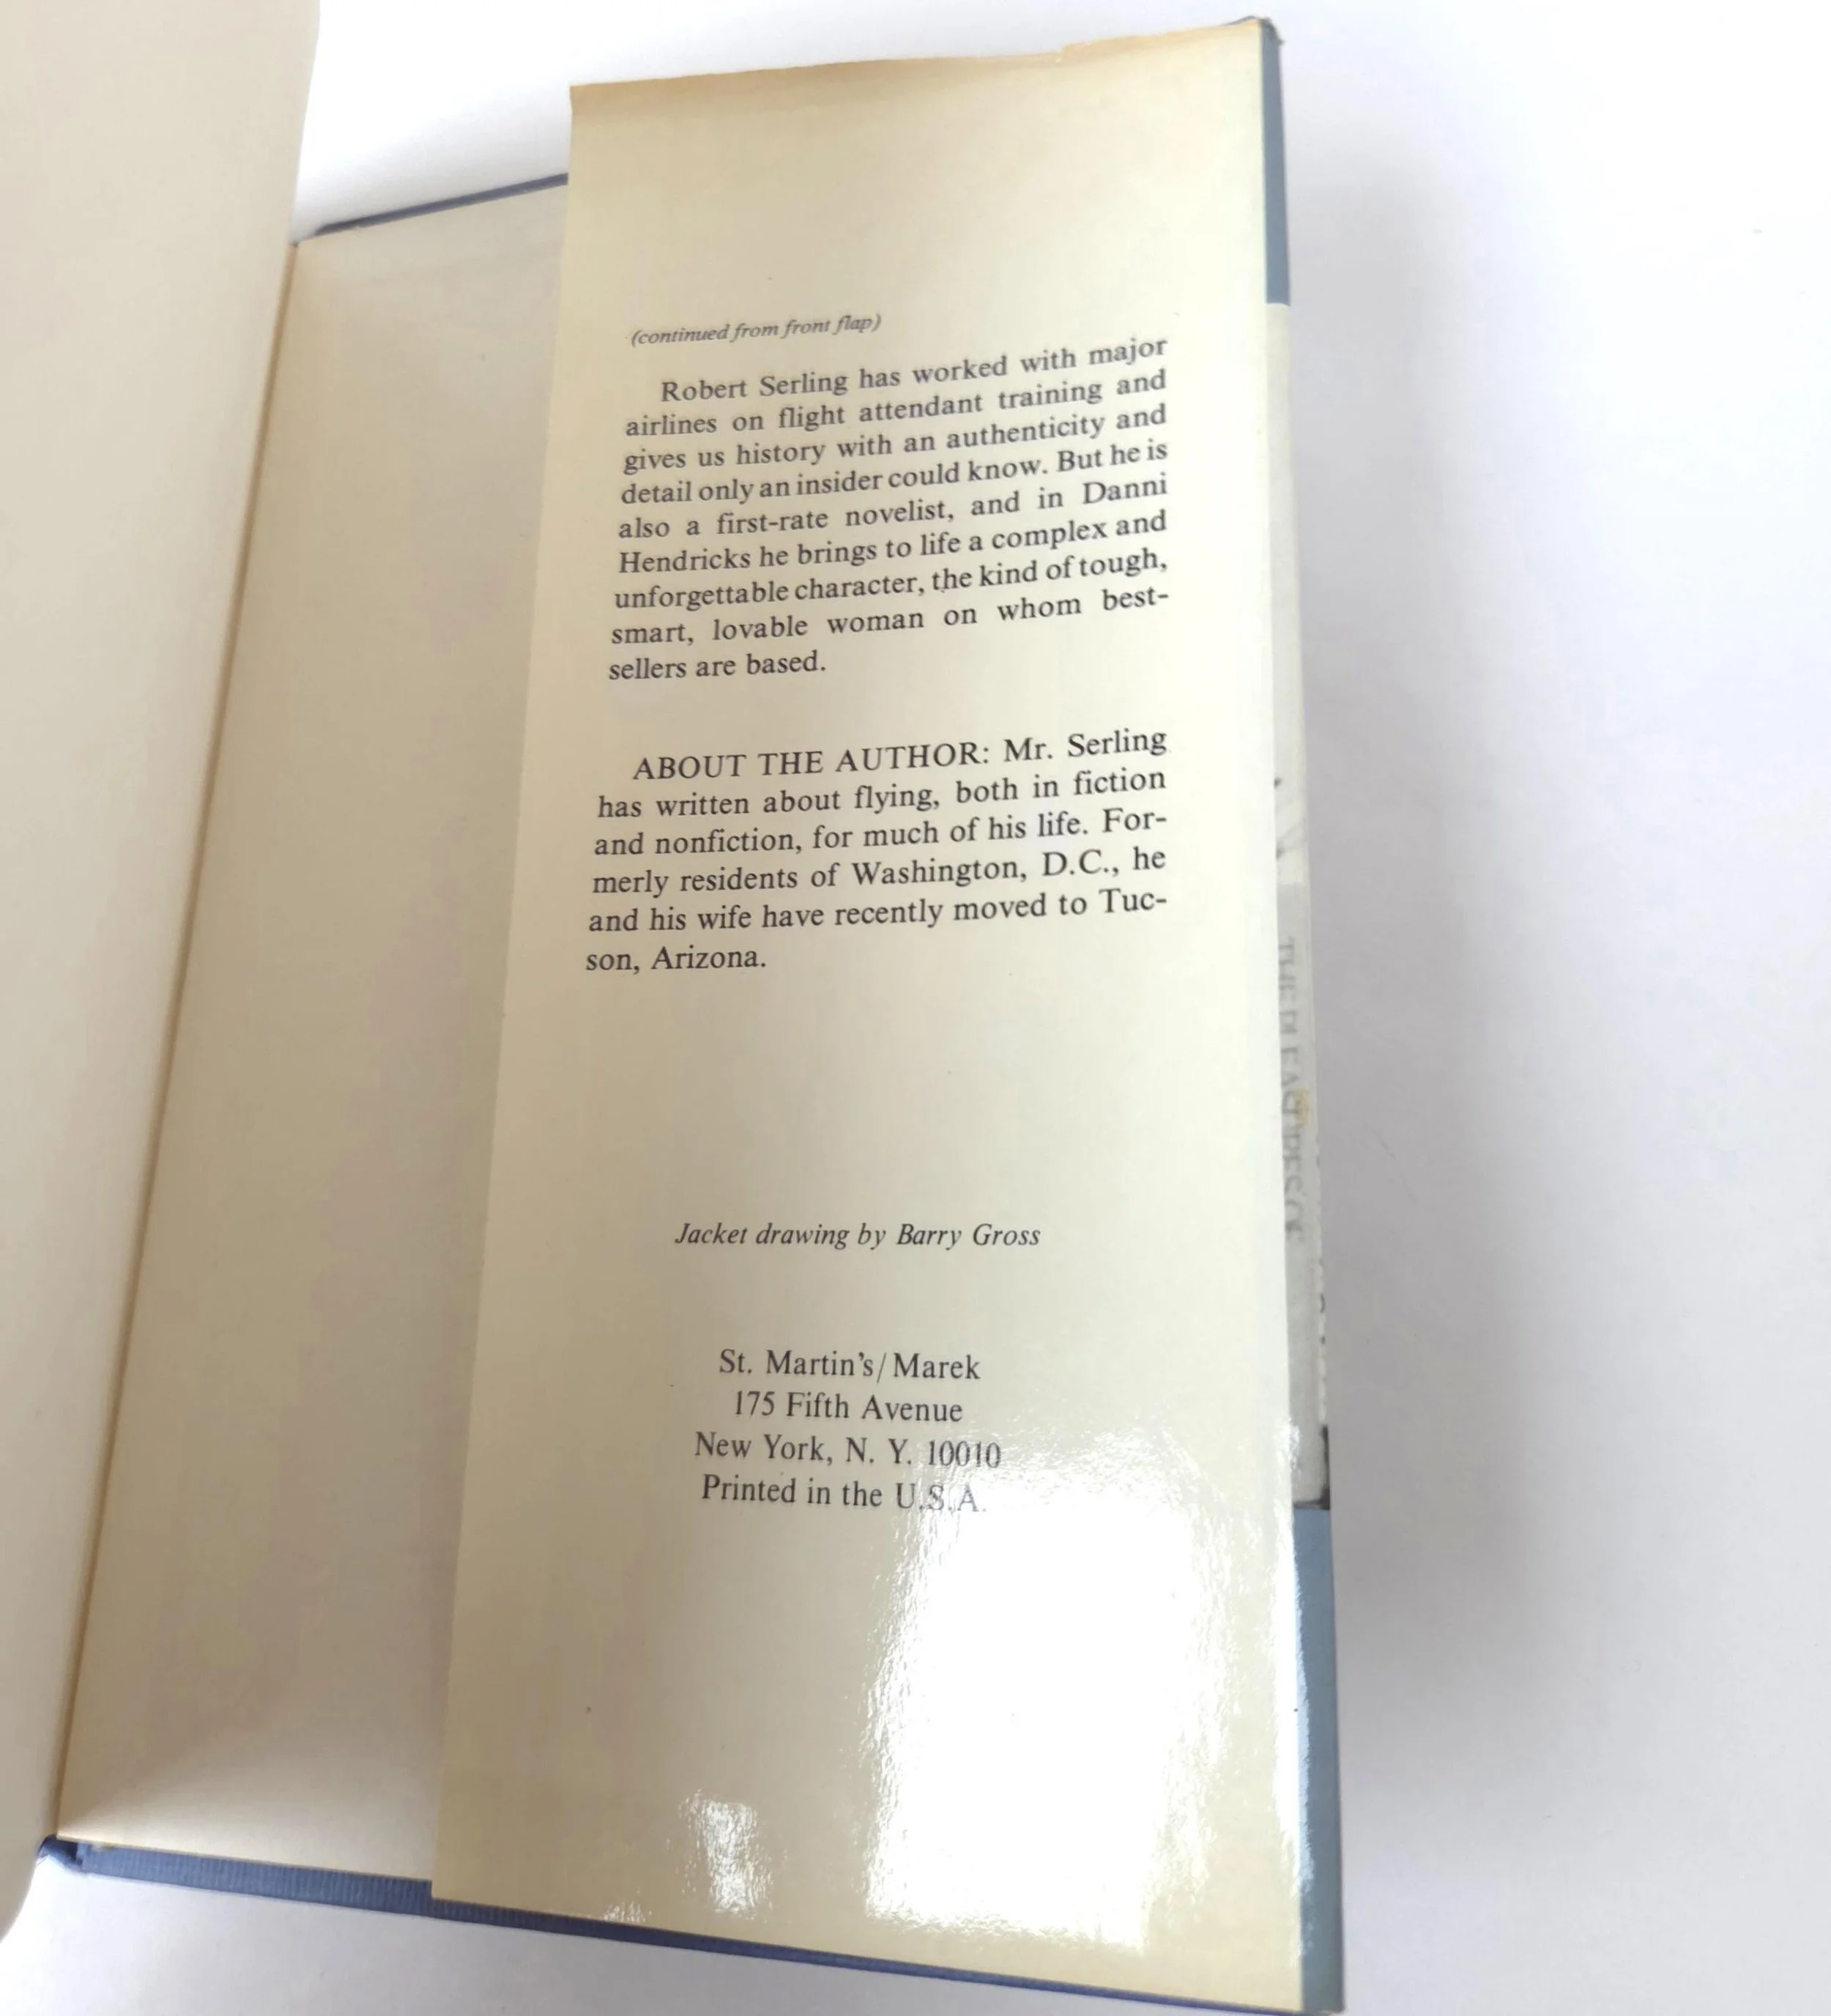 (continued from front flap)
Robert Serling has worked with major
airlines on flight attendant training and
gives us history with an authenticity and
detail only an insider could know. But he is
also a first-rate novelist, and in Danni
Hendricks he brings to life a complex and
unforgettable character, the kind of tough,
smart, lovable woman on whom best-
sellers are based.
ABOUT THE AUTHOR: Mr. Serling
has written about flying, both in fiction
and nonfiction, for much of his life. For-
merly residents of Washington, D.C., he
and his wife have recently moved to Tuc-
son, Arizona.
Jacket drawing by Barry Gross
St. Martin's/Marek
175 Fifth Avenue
New York, N. Y. 10010
Printed in the U.S.A.
THE